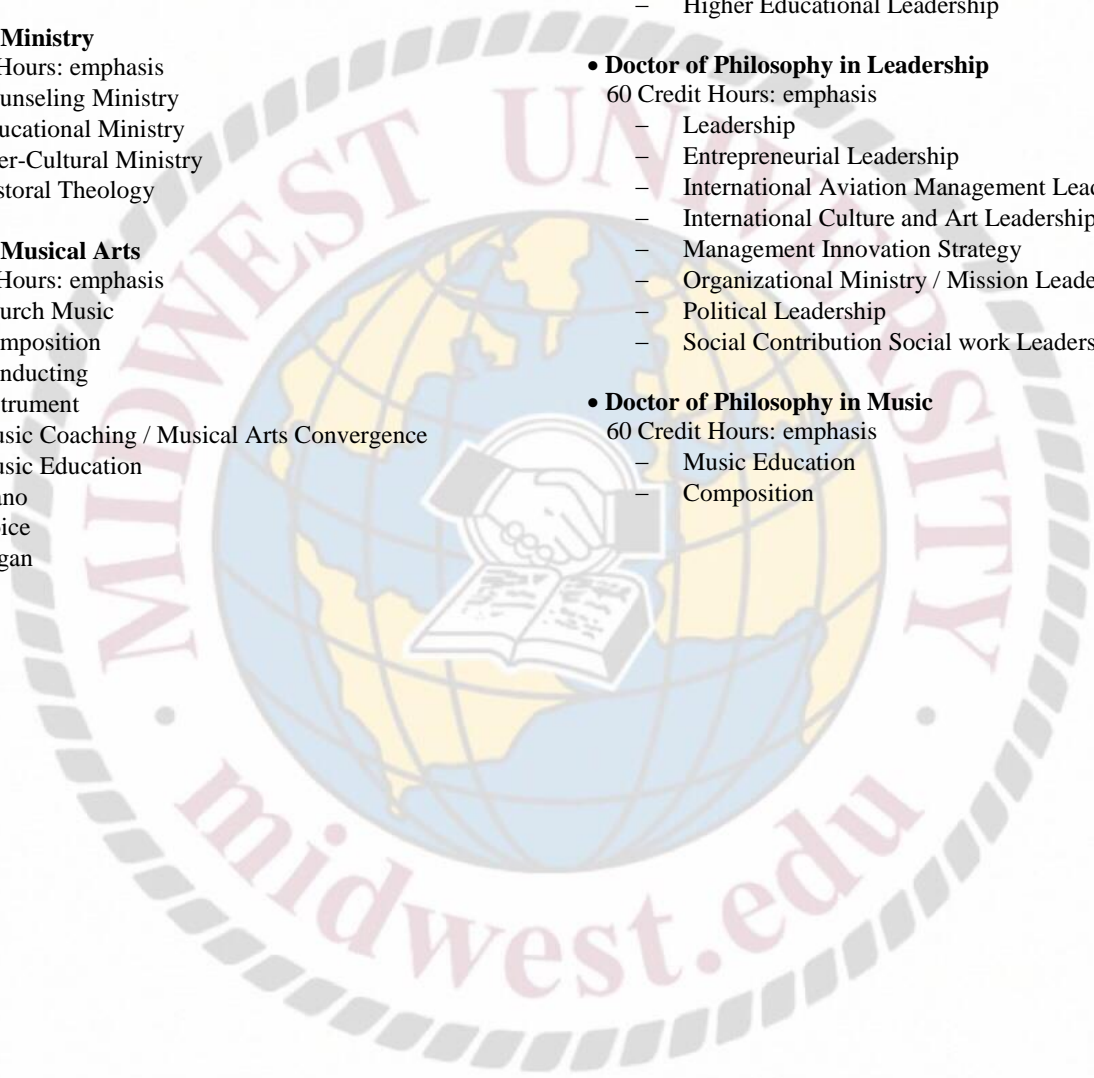 Ministry
Hours: emphasis
unseling Ministry
ucational Ministry
er-Cultural Ministry
storal Theology
Musical Arts
Hours: emphasis
urch Music
mposition
nducting
trument
usic Coaching / Musical Arts Convergence
usic Education
ano
ice
gan
– Higher Educational Leadership
• Doctor of Philosophy in Leadership
60 Credit Hours: emphasis
– Leadership
– Entrepreneurial Leadership
– International Aviation Management Lead
– International Culture and Art Leadership
– Management Innovation Strategy
– Organizational Ministry / Mission Leade
– Political Leadership
– Social Contribution Social work Leaders
• Doctor of Philosophy in Music
60 Credit Hours: emphasis
– Music Education
– Composition
MIDWEST UNIVERSITY
midwest.edu